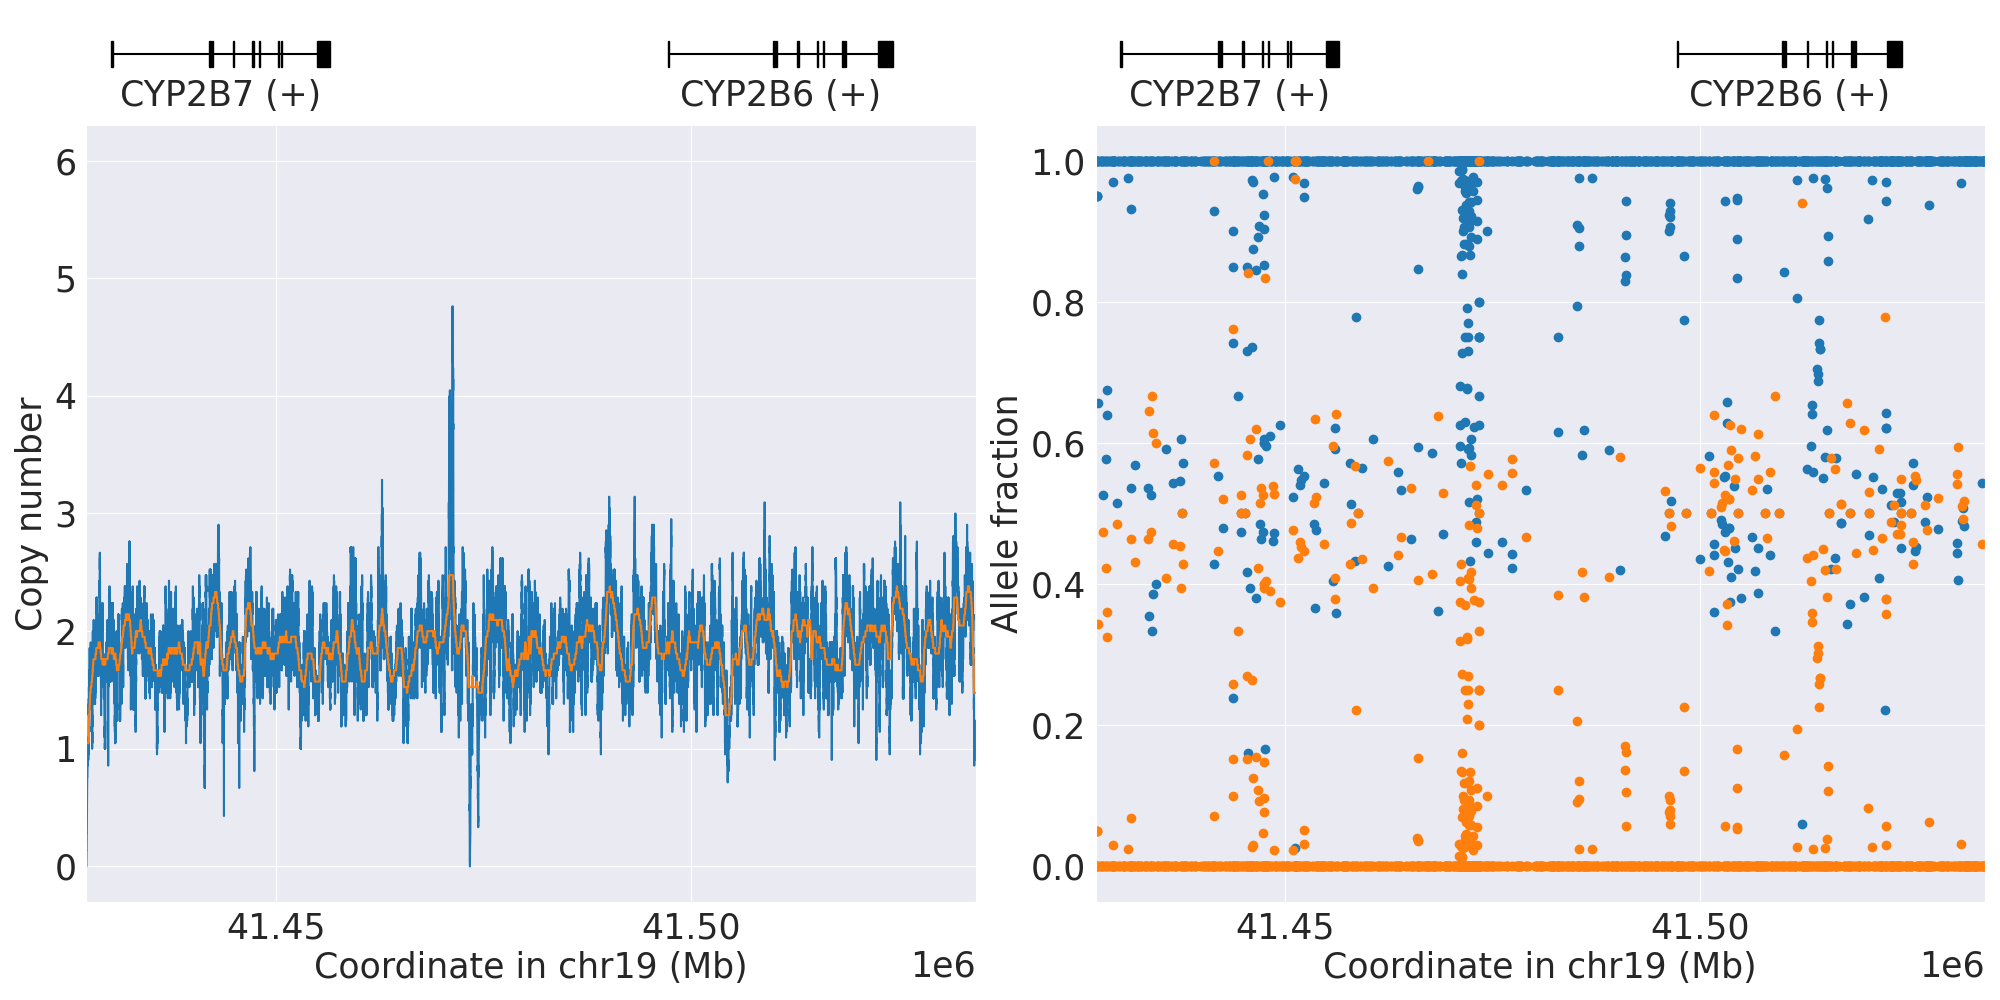 CYP2B7 (+)
CYP2B6 (+)
6
5
4
3
2
1
0
Copy number
41.45
41.50
Coordinate in chr19 (Mb)
1e6
CYP2B7 (+)
CYP2B6 (+)
1.0
0.8
0.6
0.4
0.2
0.0
Allele fraction
41.45
41.50
Coordinate in chr19 (Mb)
1e6